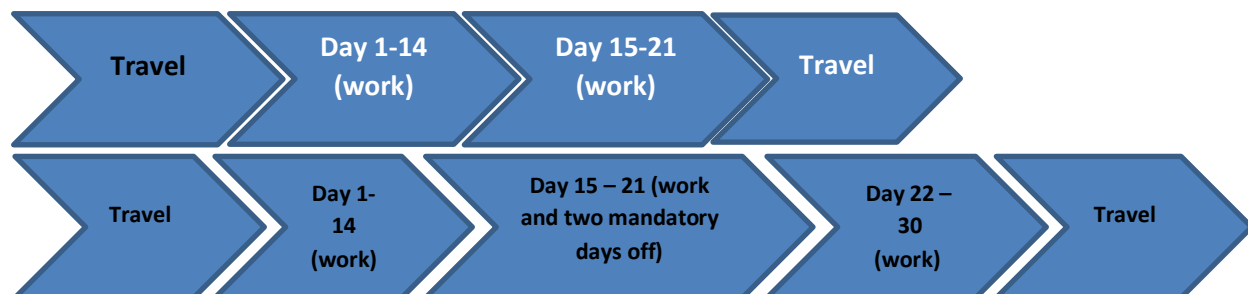 Travel
Day 1-14
(work)
Day 15-21
(work)
Travel
Travel
Day 1-
14
(work)
Day 15 – 21 (work
and two mandatory
days off)
Day 22 –
30
(work)
Travel